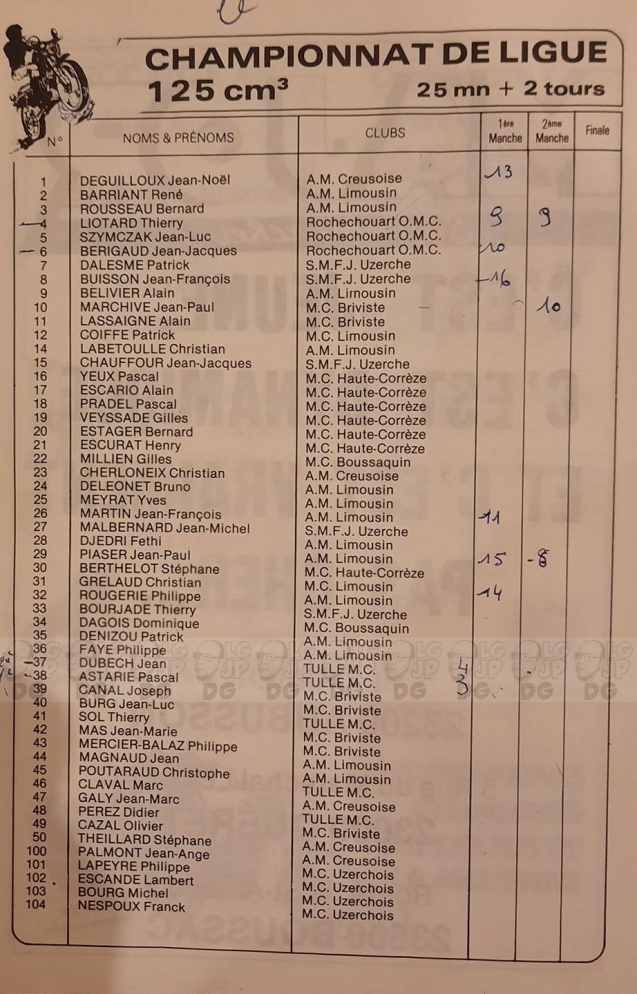 CHAMPIONNAT DE LIGUE
125 cm³ 25 mn + 2 tours
N° NOMS & PRÉNOMS CLUBS 1ère Manche 2ème Manche Finale
1 DEGUILLOUX Jean-Noël A.M. Creusoise 13
2 BARRIANT René A.M. Limousin
3 ROUSSEAU Bernard A.M. Limousin
4 LIOTARD Thierry Rochechouart O.M.C. 9 9
5 SZYMCZAK Jean-Luc Rochechouart O.M.C.
6 BERIGAUD Jean-Jacques Rochechouart O.M.C. 10
7 DALESME Patrick S.M.F.J. Uzerche
8 BUISSON Jean-François S.M.F.J. Uzerche 16
9 BELIVIER Alain A.M. Limousin
10 MARCHIVE Jean-Paul M.C. Briviste 10
11 LASSAIGNE Alain M.C. Briviste
12 COIFFE Patrick M.C. Limousin
14 LABETOULLE Christian A.M. Limousin
15 CHAUFFOUR Jean-Jacques S.M.F.J. Uzerche
16 YEUX Pascal M.C. Haute-Corrèze
17 ESCARIO Alain M.C. Haute-Corrèze
18 PRADEL Pascal M.C. Haute-Corrèze
19 VEYSSADE Gilles M.C. Haute-Corrèze
20 ESTAGER Bernard M.C. Haute-Corrèze
21 ESCURAT Henry M.C. Haute-Corrèze
22 MILLIEN Gilles M.C. Boussaquin
23 CHERLONEIX Christian A.M. Creusoise
24 DELEONET Bruno A.M. Limousin
25 MEYRAT Yves A.M. Limousin
26 MARTIN Jean-François A.M. Limousin 11
27 MALBERNARD Jean-Michel S.M.F.J. Uzerche
28 DJEDRI Fethi A.M. Limousin
29 PIASER Jean-Paul A.M. Limousin 15 8
30 BERTHELOT Stéphane M.C. Haute-Corrèze
31 GRELAUD Christian M.C. Limousin
32 ROUGERIE Philippe A.M. Limousin 14
33 BOURJADE Thierry S.M.F.J. Uzerche
34 DAGOIS Dominique M.C. Boussaquin
35 DENIZOU Patrick A.M. Limousin
36 FAYE Philippe A.M. Limousin
37 DUBECH Jean TULLE M.C. 4
38 ASTARIE Pascal TULLE M.C. 3
39 CANAL Joseph M.C. Briviste
40 BURG Jean-Luc M.C. Briviste
41 SOL Thierry TULLE M.C.
42 MAS Jean-Marie M.C. Briviste
43 MERCIER-BALAZ Philippe M.C. Briviste
44 MAGNAUD Jean A.M. Limousin
45 POUTARAUD Christophe A.M. Limousin
46 CLAVAL Marc TULLE M.C.
47 GALY Jean-Marc A.M. Creusoise
48 PEREZ Didier TULLE M.C.
49 CAZAL Olivier M.C. Briviste
50 THEILLARD Stéphane A.M. Creusoise
100 PALMONT Jean-Ange A.M. Creusoise
101 LAPEYRE Philippe M.C. Uzerchois
102 ESCANDE Lambert M.C. Uzerchois
103 BOURG Michel M.C. Uzerchois
104 NESPOUX Franck M.C. Uzerchois